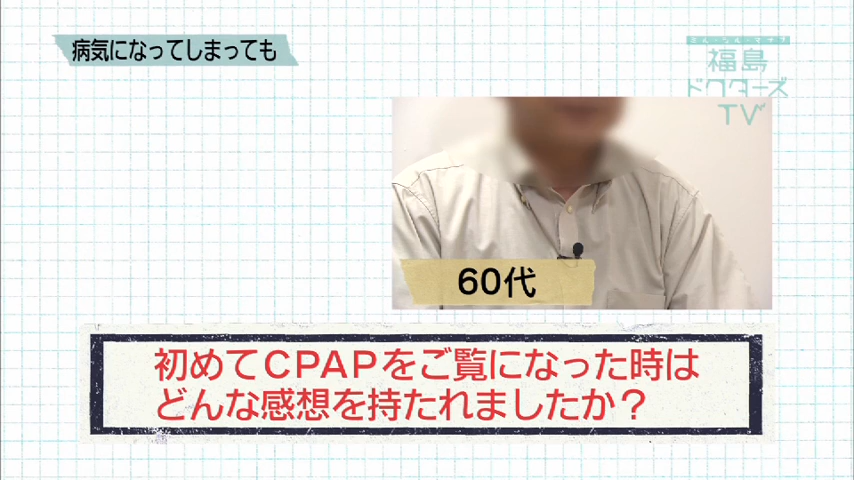 病気になってしまっても
福島
ドクターズ
TV
60代
初めてCPAPをご覧になった時は
どんな感想を持たれましたか？